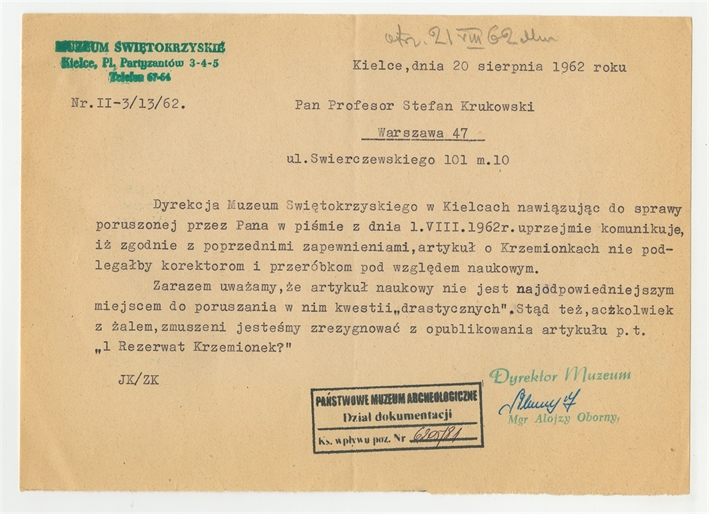 otrz. 21 VIII 62
MUZEUM ŚWIĘTOKRZYSKIE
Kielce, Pl. Partyzantów 3-4-5
Telefon 67-64
Kielce,dnia 20 sierpnia 1962 roku
Nr.II-3/13/62.
Pan Profesor Stefan Krukowski
Warszawa 47
ul.Swierczewskiego 101 m.10
Dyrekcja Muzeum Swiętokrzyskiego w Kielcach nawiązując do sprawy
poruszonej przez Pana w piśmie z dnia 1.VIII.1962r.uprzejmie komunikuje,
iż zgodnie z poprzednimi zapewnieniami,artykuł o Krzemionkach nie pod-
legałby korektorom i przeróbkom pod względem naukowym.
Zarazem uważamy,że artykuł naukowy nie jest najodpowiedniejszym
miejscem do poruszania w nim kwestii„drastycznych".Stąd też,aczkolwiek
z żalem,zmuszeni jesteśmy zrezygnować z opublikowania artykułu p.t.
„1 Rezerwat Krzemionek?"
JK/ZK
Dyrektor Muzeum
Mgr Alojzy Oborny,
PAŃSTWOWE MUZEUM ARCHEOLOGICZNE
Dział dokumentacji
Ks. wpływu poz. Nr